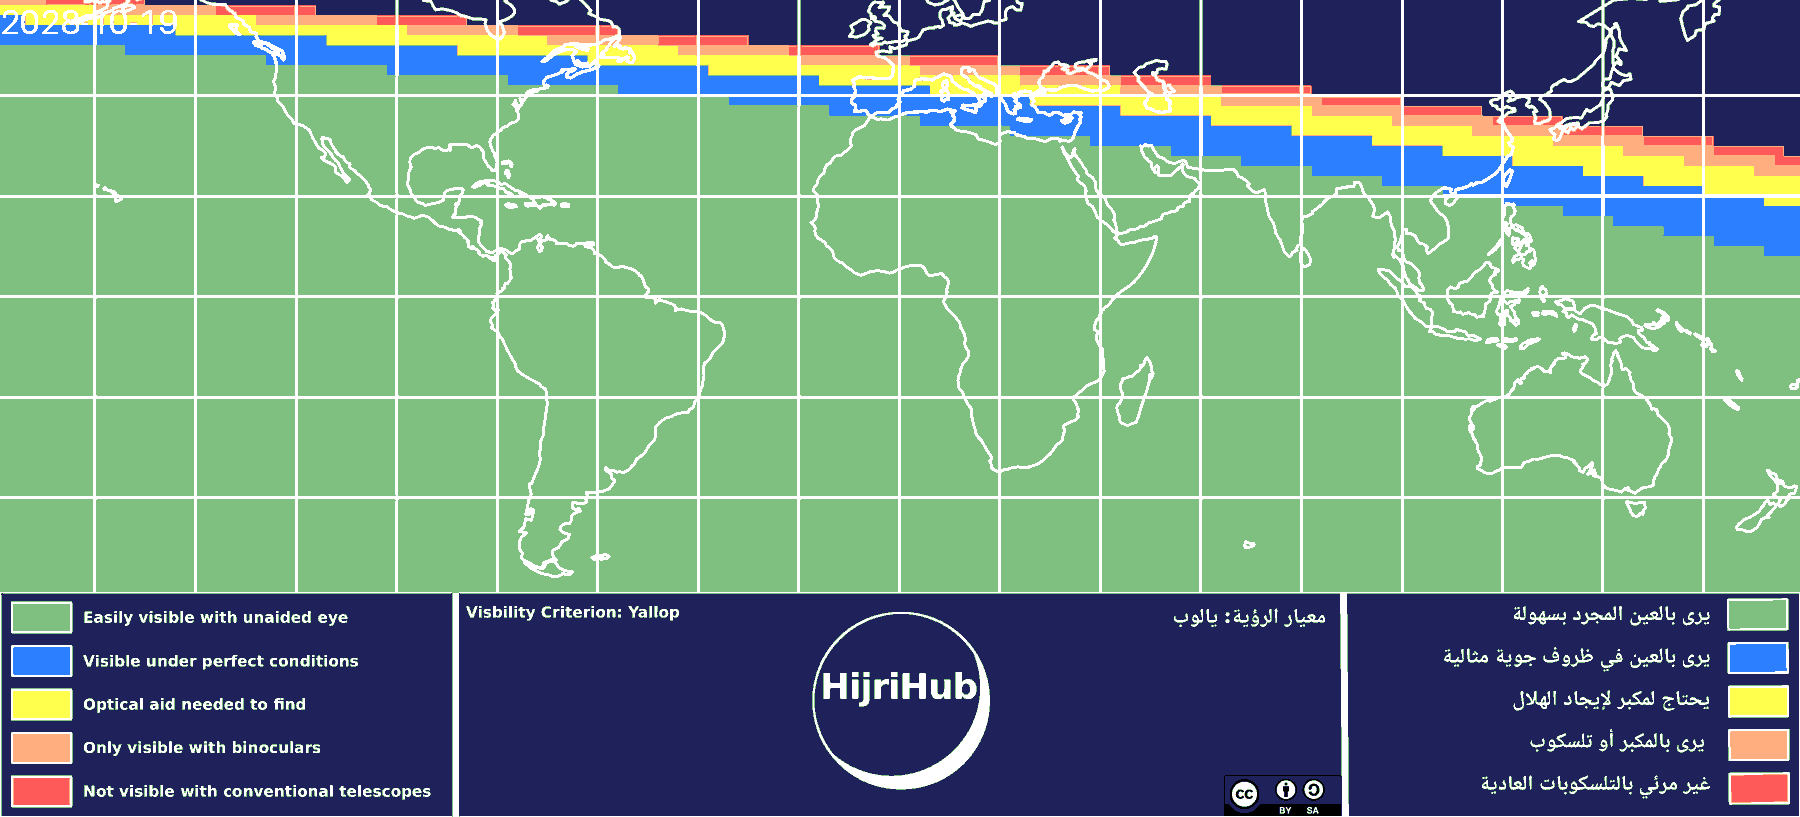 2028-10-19
Easily visible with unaided eye
Visible under perfect conditions
Optical aid needed to find
Only visible with binoculars
Not visible with conventional telescopes
Visbility Criterion: Yallop
معيار الرؤية: يالوب
HijriHub
cc
BY SA
يرى بالعين المجرد بسهولة
يرى بالعين في ظروف جوية مثالية
يحتاج لمكبر لإيجاد الهلال
يرى بالمكبر أو تلسكوب
غير مرئي بالتلسكوبات العادية